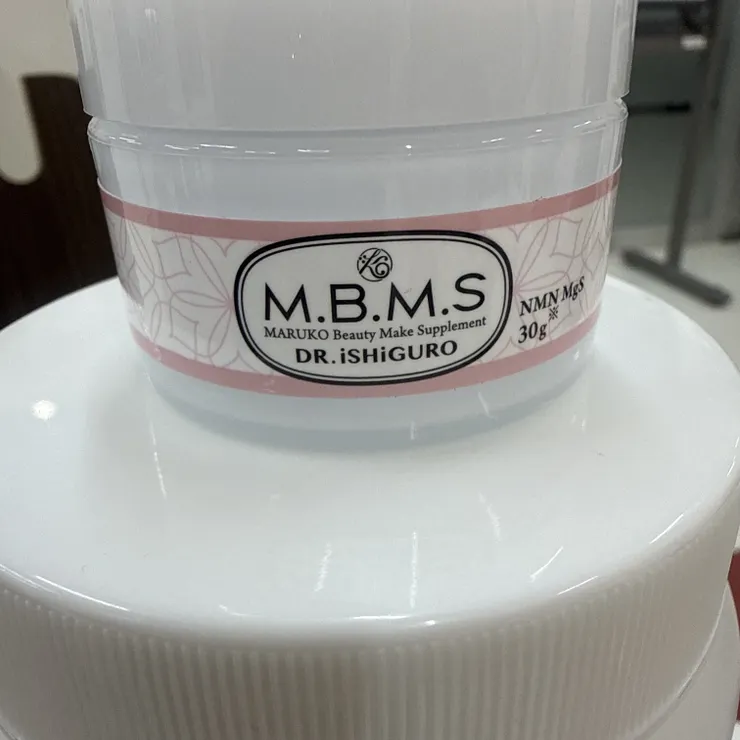 M.B.M.S
MARUKO Beauty Make Supplement
DR.iSHiGURO
NMN MgS
※
30g